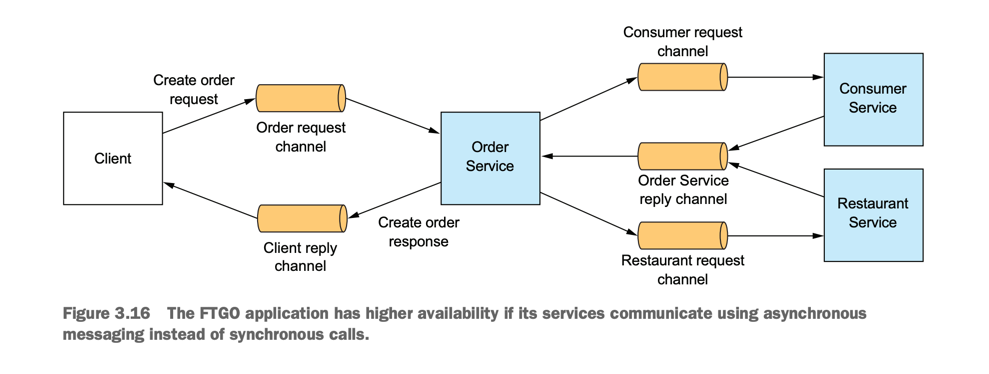 Consumer request
channel
Create order
request
Order request
channel
Client
Order
Service
Consumer
Service
Order Service
reply channel
Restaurant
Service
Create order
response
Client reply
channel
Restaurant request
channel
Figure 3.16 The FTGO application has higher availability if its services communicate using asynchronous
messaging instead of synchronous calls.